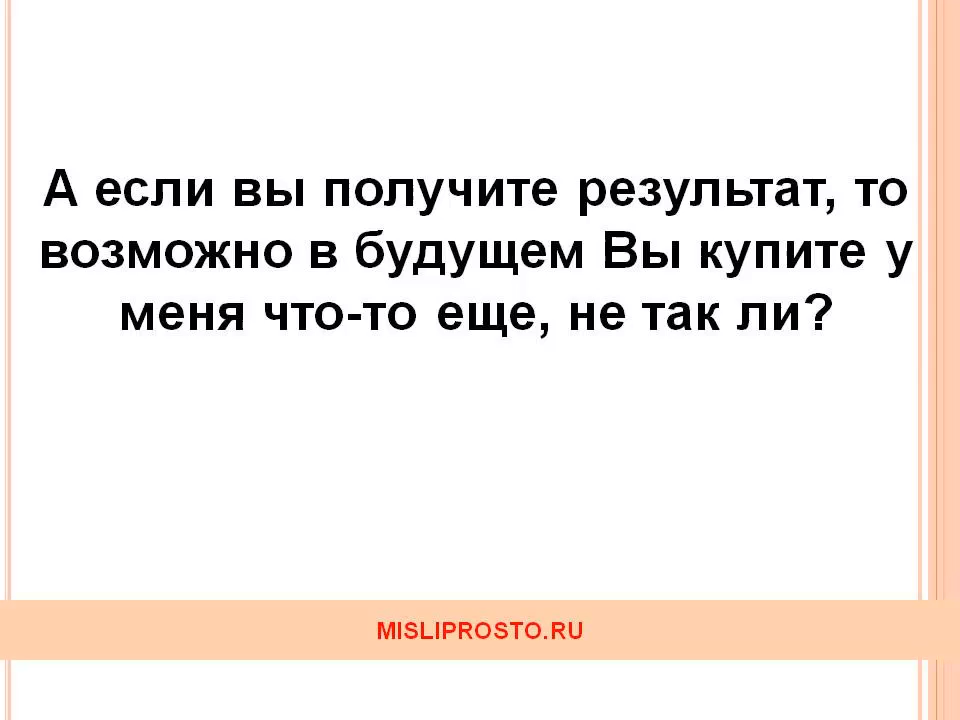 А если вы получите результат, то
возможно в будущем Вы купите у
меня что-то еще, не так ли?
MISLIPROSTO.RU